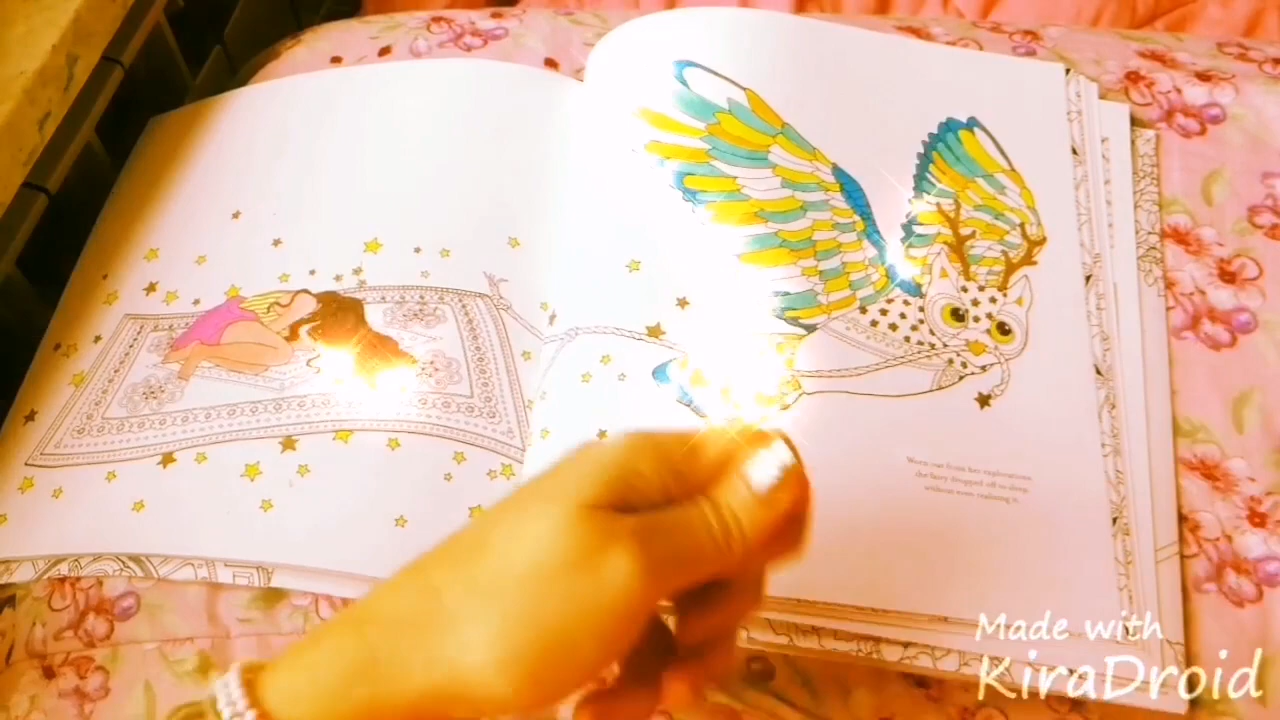 Worn out from her explorations
the fairy dropped off to sleep
without even realizing it.
Made with
KiraDroid